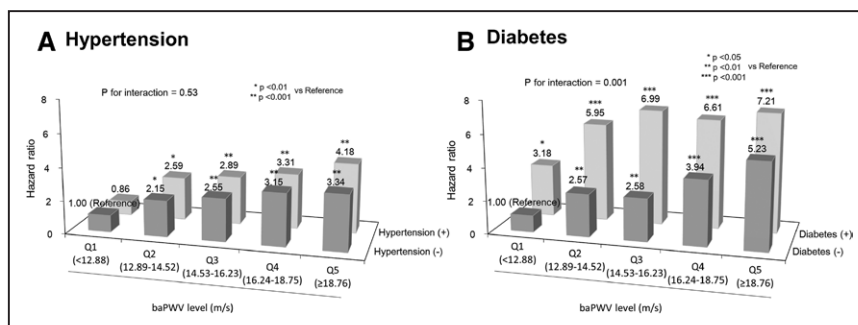 A Hypertension
P for interaction = 0.53
* p <0.01
** p <0.001
vs Reference
Hazard ratio
8
6
4
2
0
1.00 (Reference)
0.86
*
2.15
*
2.59
**
2.55
**
2.89
**
3.15
**
3.31
**
3.34
**
4.18
Hypertension (+)
Hypertension (-)
Q1
(<12.88)
Q2
(12.89-14.52)
Q3
(14.53-16.23)
Q4
(16.24-18.75)
Q5
(≥18.76)
baPWV level (m/s)
B Diabetes
P for interaction = 0.001
* p <0.05
** p <0.01
*** p <0.001
vs Reference
Hazard ratio
8
6
4
2
0
1.00 (Reference)
*
3.18
**
2.57
***
5.95
**
2.58
***
6.99
***
3.94
***
6.61
***
5.23
***
7.21
Diabetes (+)
Diabetes (-)
Q1
(<12.88)
Q2
(12.89-14.52)
Q3
(14.53-16.23)
Q4
(16.24-18.75)
Q5
(≥18.76)
baPWV level (m/s)